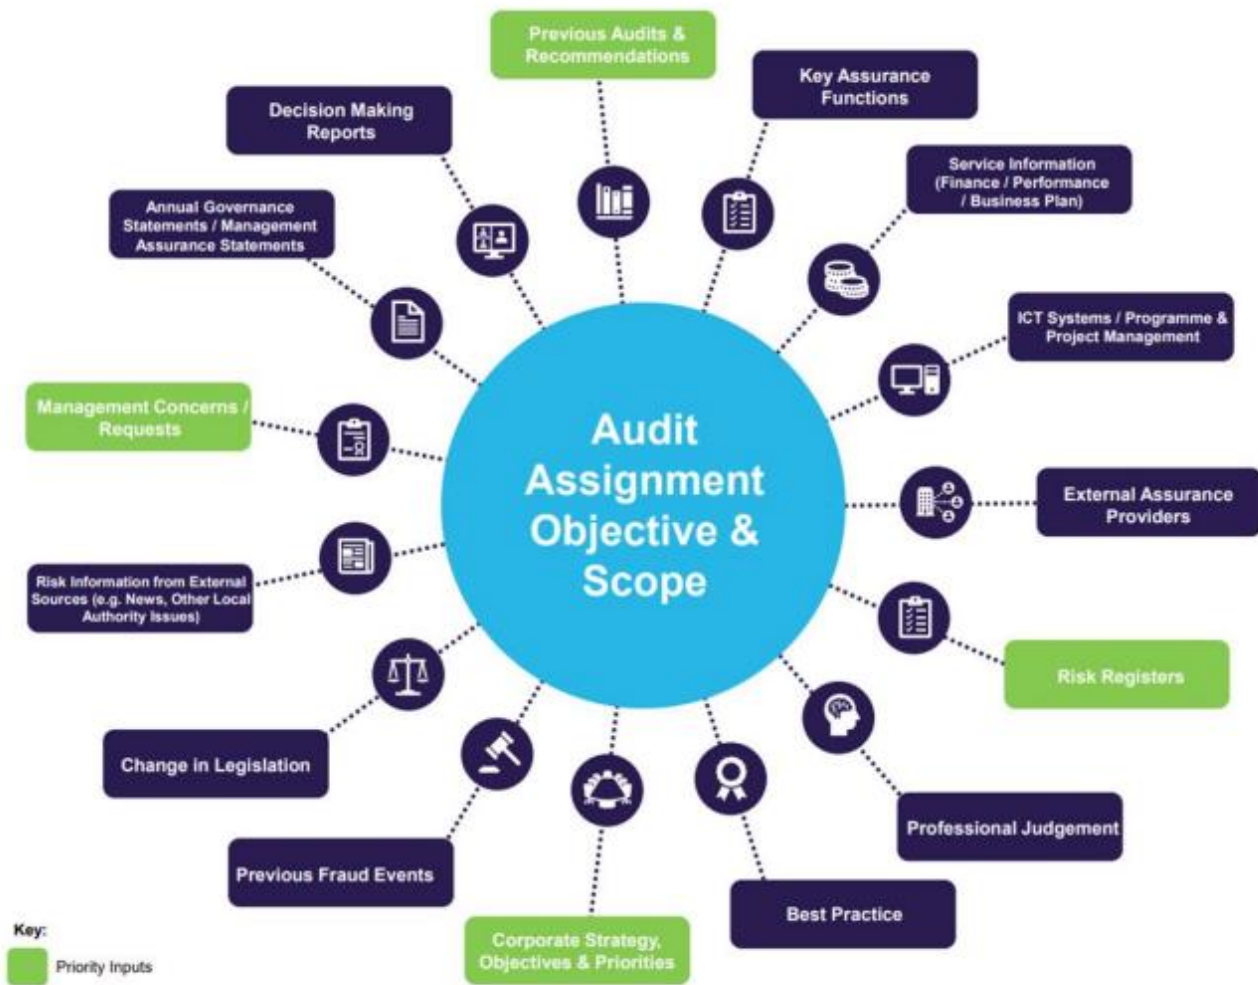 Previous Audits &
Recommendations
Key Assurance
Functions
Decision Making
Reports
Service Information
(Finance / Performance
/ Business Plan)
Annual Governance
Statements / Management
Assurance Statements
ICT Systems / Programme &
Project Management
Management Concerns /
Requests
Audit
Assignment
Objective &
Scope
External Assurance
Providers
Risk Information from External
Sources (e.g. News, Other Local
Authority Issues)
Risk Registers
Change in Legislation
Professional Judgement
Previous Fraud Events
Best Practice
Corporate Strategy,
Objectives & Priorities
Key:
Priority Inputs